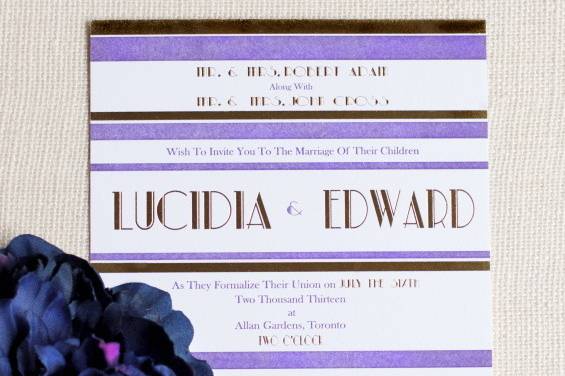 MR. & MRS. ROBERT ADAIR
Along With
MR. & MRS. JOHN CROSS
Wish To Invite You To The Marriage Of Their Children
LUCIDIA & EDWARD
As They Formalize Their Union on JULY THE SIXTH
Two Thousand Thirteen
at
Allan Gardens, Toronto
TWO O'CLOCK